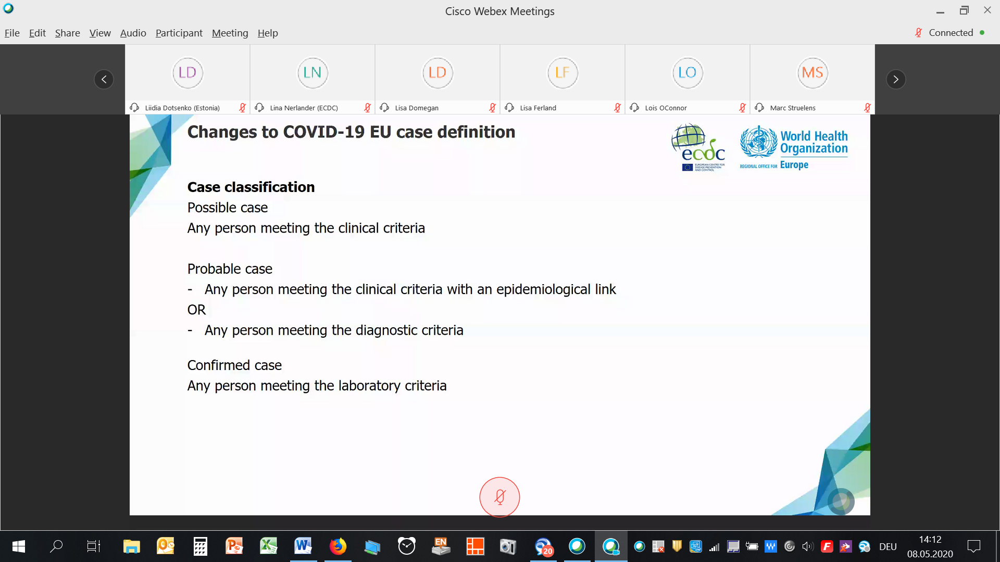 Cisco Webex Meetings
File Edit Share View Audio Participant Meeting Help
Connected
LD LN LD LF LO MS
Liidia Dotsenko (Estonia) Lina Nerlander (ECDC) Lisa Domegan Lisa Ferland Lois OConnor Marc Struelens
Changes to COVID-19 EU case definition
ecdc
EUROPEAN CENTRE FOR
DISEASE PREVENTION
AND CONTROL
World Health
Organization
REGIONAL OFFICE FOR Europe
Case classification
Possible case
Any person meeting the clinical criteria
Probable case
- Any person meeting the clinical criteria with an epidemiological link
OR
- Any person meeting the diagnostic criteria
Confirmed case
Any person meeting the laboratory criteria
EN
20
DEU
14:12
08.05.2020